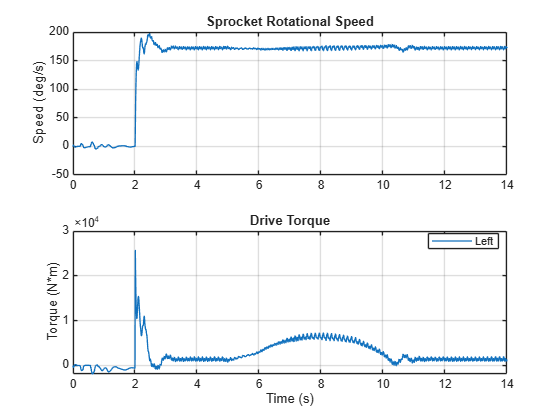 Sprocket Rotational Speed
200
150
100
50
0
-50
Speed (deg/s)
0 2 4 6 8 10 12 14
Drive Torque
×10⁴
3
2
1
0
Torque (N*m)
Left
0 2 4 6 8 10 12 14
Time (s)